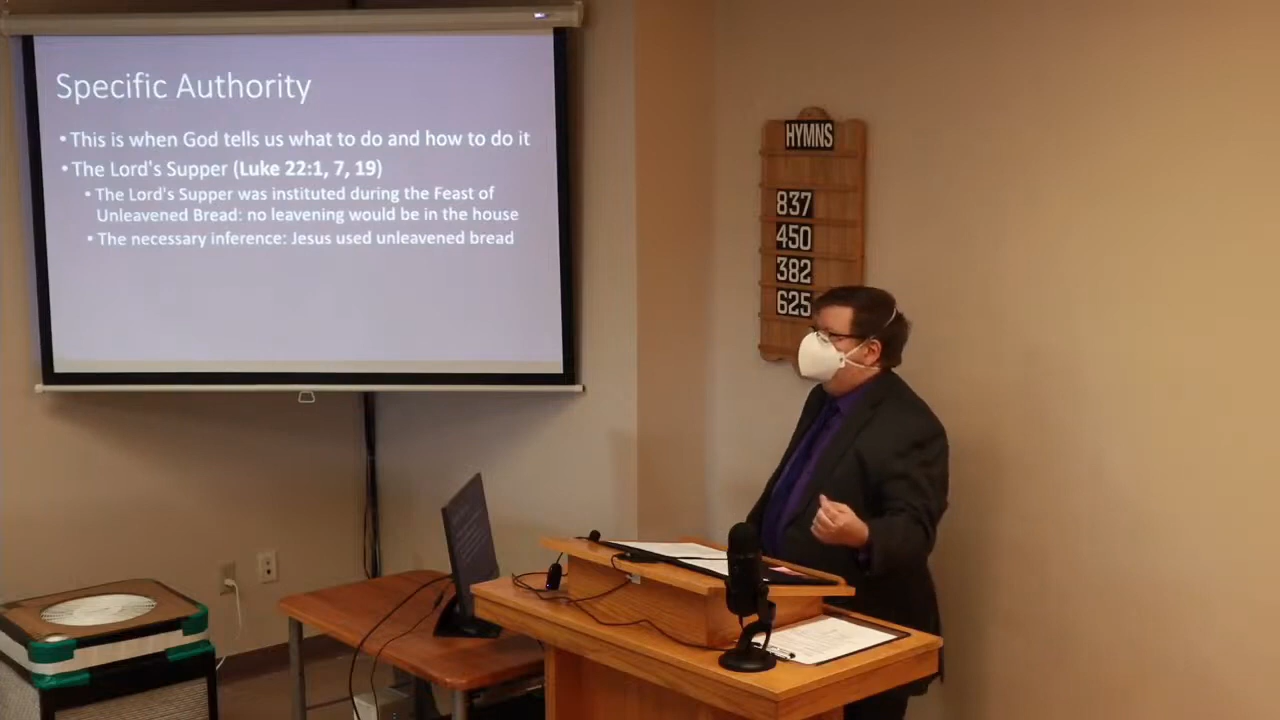 Specific Authority
• This is when God tells us what to do and how to do it
• The Lord's Supper (Luke 22:1, 7, 19)
• The Lord's Supper was instituted during the Feast of
Unleavened Bread: no leavening would be in the house
• The necessary inference: Jesus used unleavened bread
HYMNS
837
450
382
625